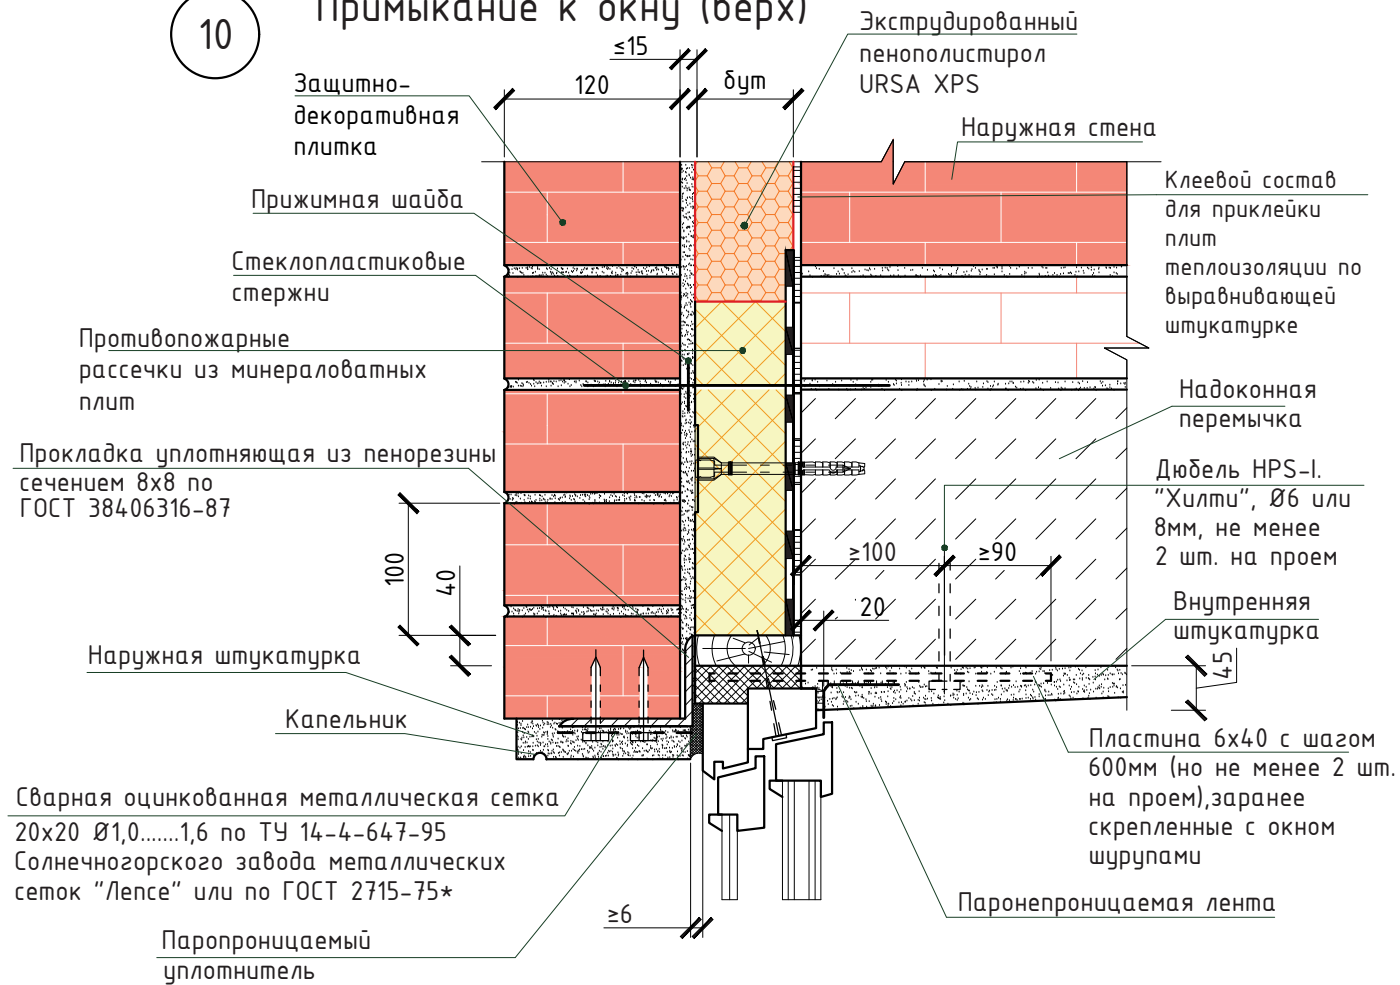 10
Примыкание к окну (верх)
Экструдированный
пенополистирол
URSA XPS
≤15
120
бут
Защитно-
декоративная
плитка
Наружная стена
Прижимная шайба
Клеевой состав
для приклейки
плит
теплоизоляции по
выравнивающей
штукатурке
Стеклопластиковые
стержни
Противопожарные
рассечки из минераловатных
плит
Надоконная
перемычка
Прокладка уплотняющая из пенорезины
сечением 8х8 по
ГОСТ 38406316-87
Дюбель HPS-I.
"Хилти", Ø6 или
8мм, не менее
2 шт. на проем
100
40
≥100
≥90
20
Внутренняя
штукатурка
45
Наружная штукатурка
Капельник
Пластина 6х40 с шагом
600мм (но не менее 2 шт.
на проем),заранее
скрепленные с окном
шурупами
Сварная оцинкованная металлическая сетка
20х20 Ø1,0.......1,6 по ТУ 14-4-647-95
Солнечногорского завода металлических
сеток "Лепсе" или по ГОСТ 2715-75*
≥6
Паронепроницаемая лента
Паропроницаемый
уплотнитель